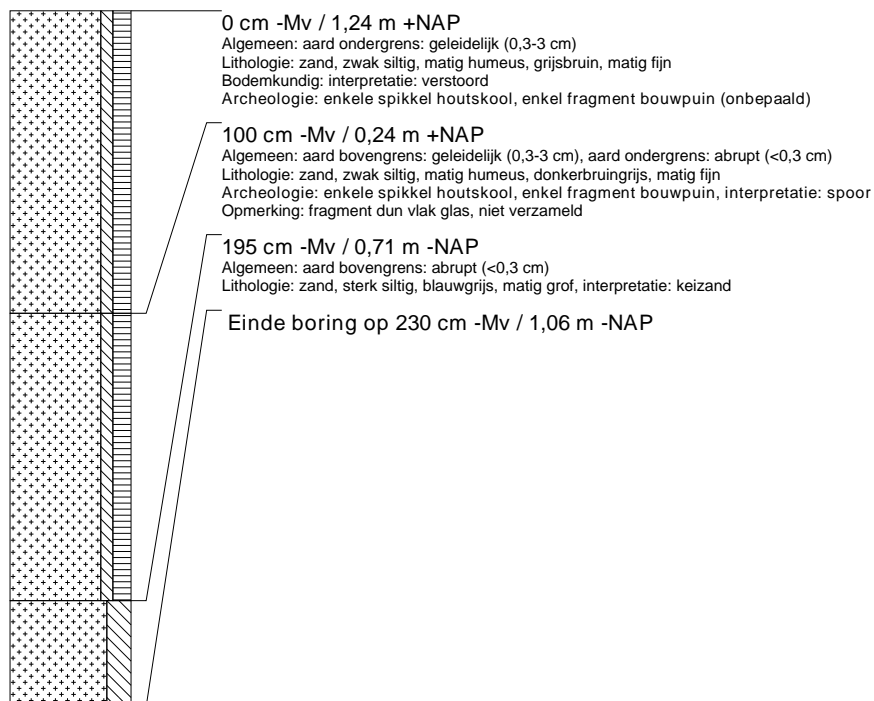 0 cm -Mv / 1,24 m +NAP
Algemeen: aard ondergrens: geleidelijk (0,3-3 cm)
Lithologie: zand, zwak siltig, matig humeus, grijsbruin, matig fijn
Bodemkundig: interpretatie: verstoord
Archeologie: enkele spikkel houtskool, enkel fragment bouwpuin (onbepaald)
100 cm -Mv / 0,24 m +NAP
Algemeen: aard bovengrens: geleidelijk (0,3-3 cm), aard ondergrens: abrupt (<0,3 cm)
Lithologie: zand, zwak siltig, matig humeus, donkerbruingrijs, matig fijn
Archeologie: enkele spikkel houtskool, enkel fragment bouwpuin, interpretatie: spoor
Opmerking: fragment dun vlak glas, niet verzameld
195 cm -Mv / 0,71 m -NAP
Algemeen: aard bovengrens: abrupt (<0,3 cm)
Lithologie: zand, sterk siltig, blauwgrijs, matig grof, interpretatie: keizand
Einde boring op 230 cm -Mv / 1,06 m -NAP